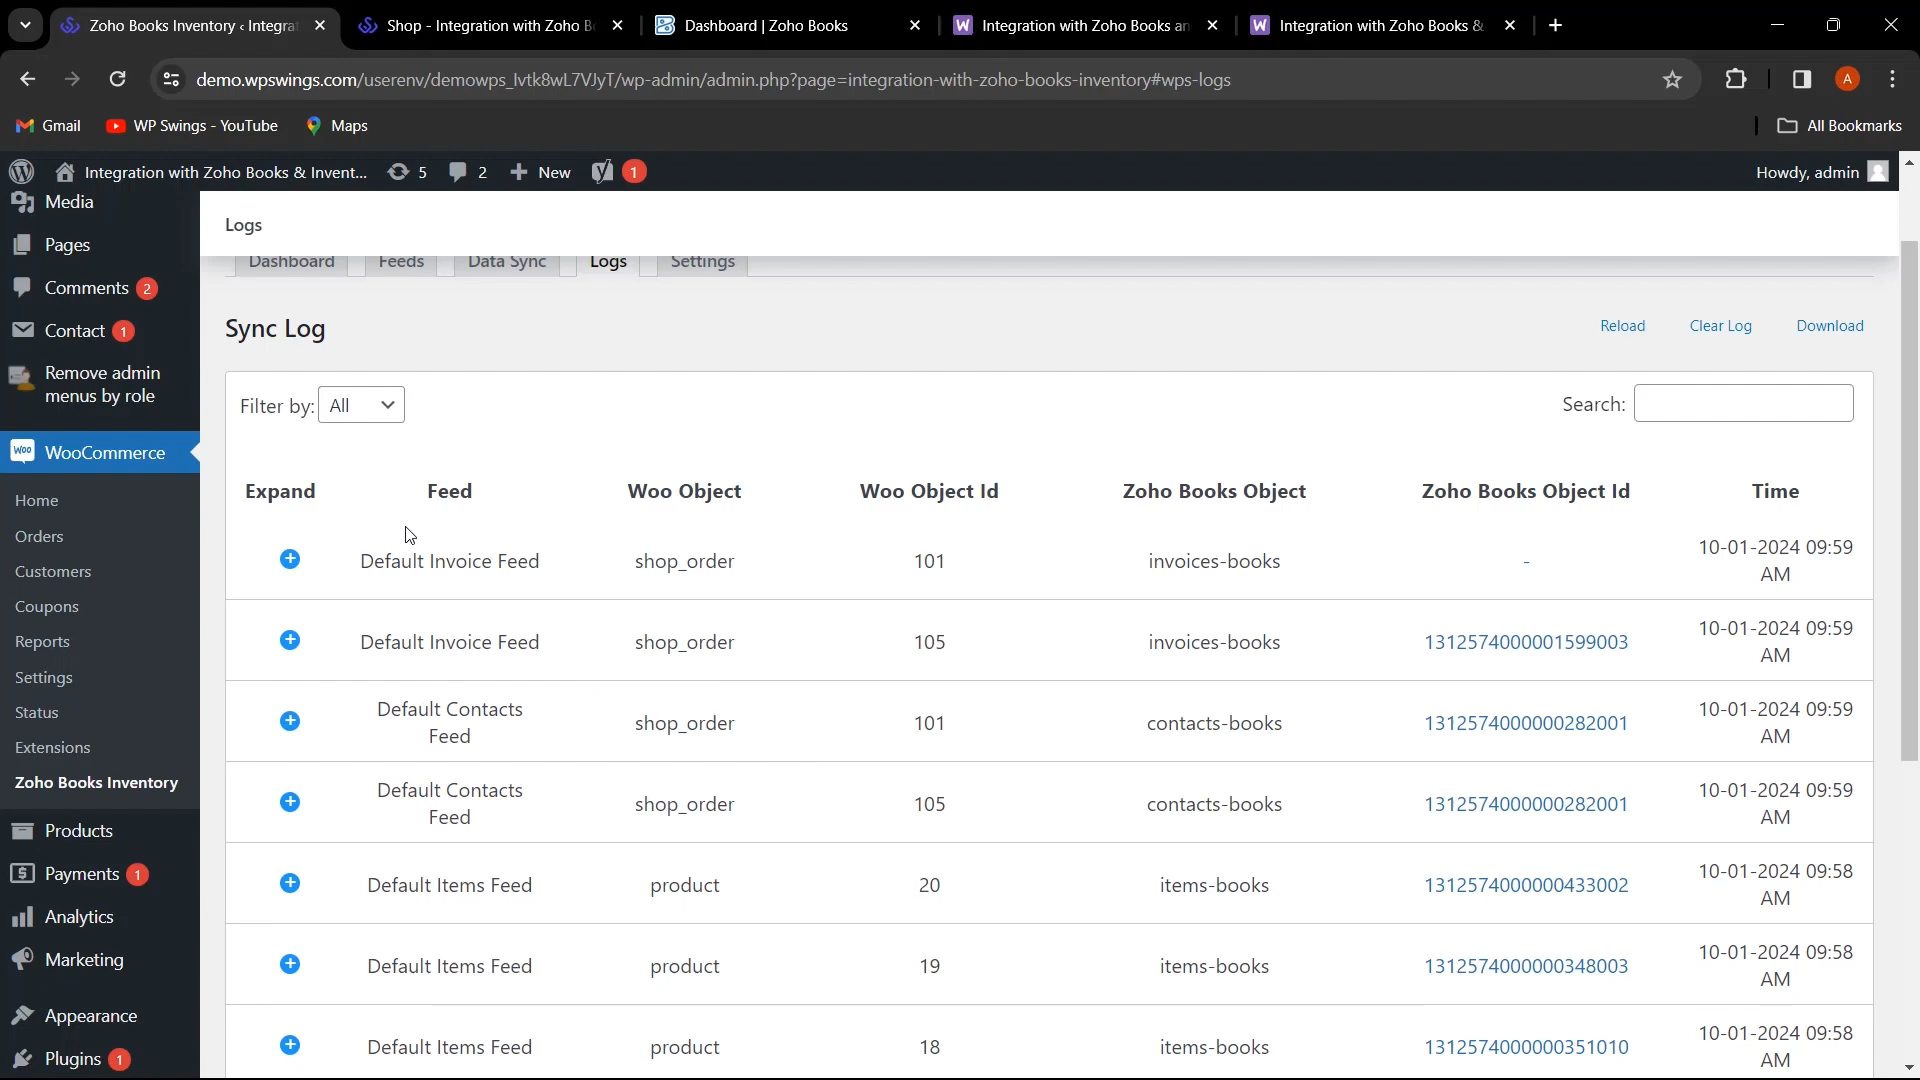 Zoho Books Inventory ‹ Integra
Shop - Integration with Zoho B
Dashboard | Zoho Books
Integration with Zoho Books an
Integration with Zoho Books &
demo.wpswings.com/userenv/demowps_lvtk8wL7VJyT/wp-admin/admin.php?page=integration-with-zoho-books-inventory#wps-logs
A
Gmail
WP Swings - YouTube
Maps
All Bookmarks
Integration with Zoho Books & Invent...
5
2
New
1
Howdy, admin
Media
Pages
Comments 2
Contact 1
Remove admin
menus by role
Woo WooCommerce
Home
Orders
Customers
Coupons
Reports
Settings
Status
Extensions
Zoho Books Inventory
Products
Payments 1
Analytics
Marketing
Appearance
Plugins 1
Logs
Dashboard Feeds Data Sync Logs Settings
Sync Log
Reload Clear Log Download
Filter by: All
Search:
Expand Feed Woo Object Woo Object Id Zoho Books Object Zoho Books Object Id Time
Default Invoice Feed shop_order 101 invoices-books - 10-01-2024 09:59
AM
Default Invoice Feed shop_order 105 invoices-books 1312574000001599003 10-01-2024 09:59
AM
Default Contacts
Feed shop_order 101 contacts-books 1312574000000282001 10-01-2024 09:59
AM
Default Contacts
Feed shop_order 105 contacts-books 1312574000000282001 10-01-2024 09:59
AM
Default Items Feed product 20 items-books 1312574000000433002 10-01-2024 09:58
AM
Default Items Feed product 19 items-books 1312574000000348003 10-01-2024 09:58
AM
Default Items Feed product 18 items-books 1312574000000351010 10-01-2024 09:58
AM